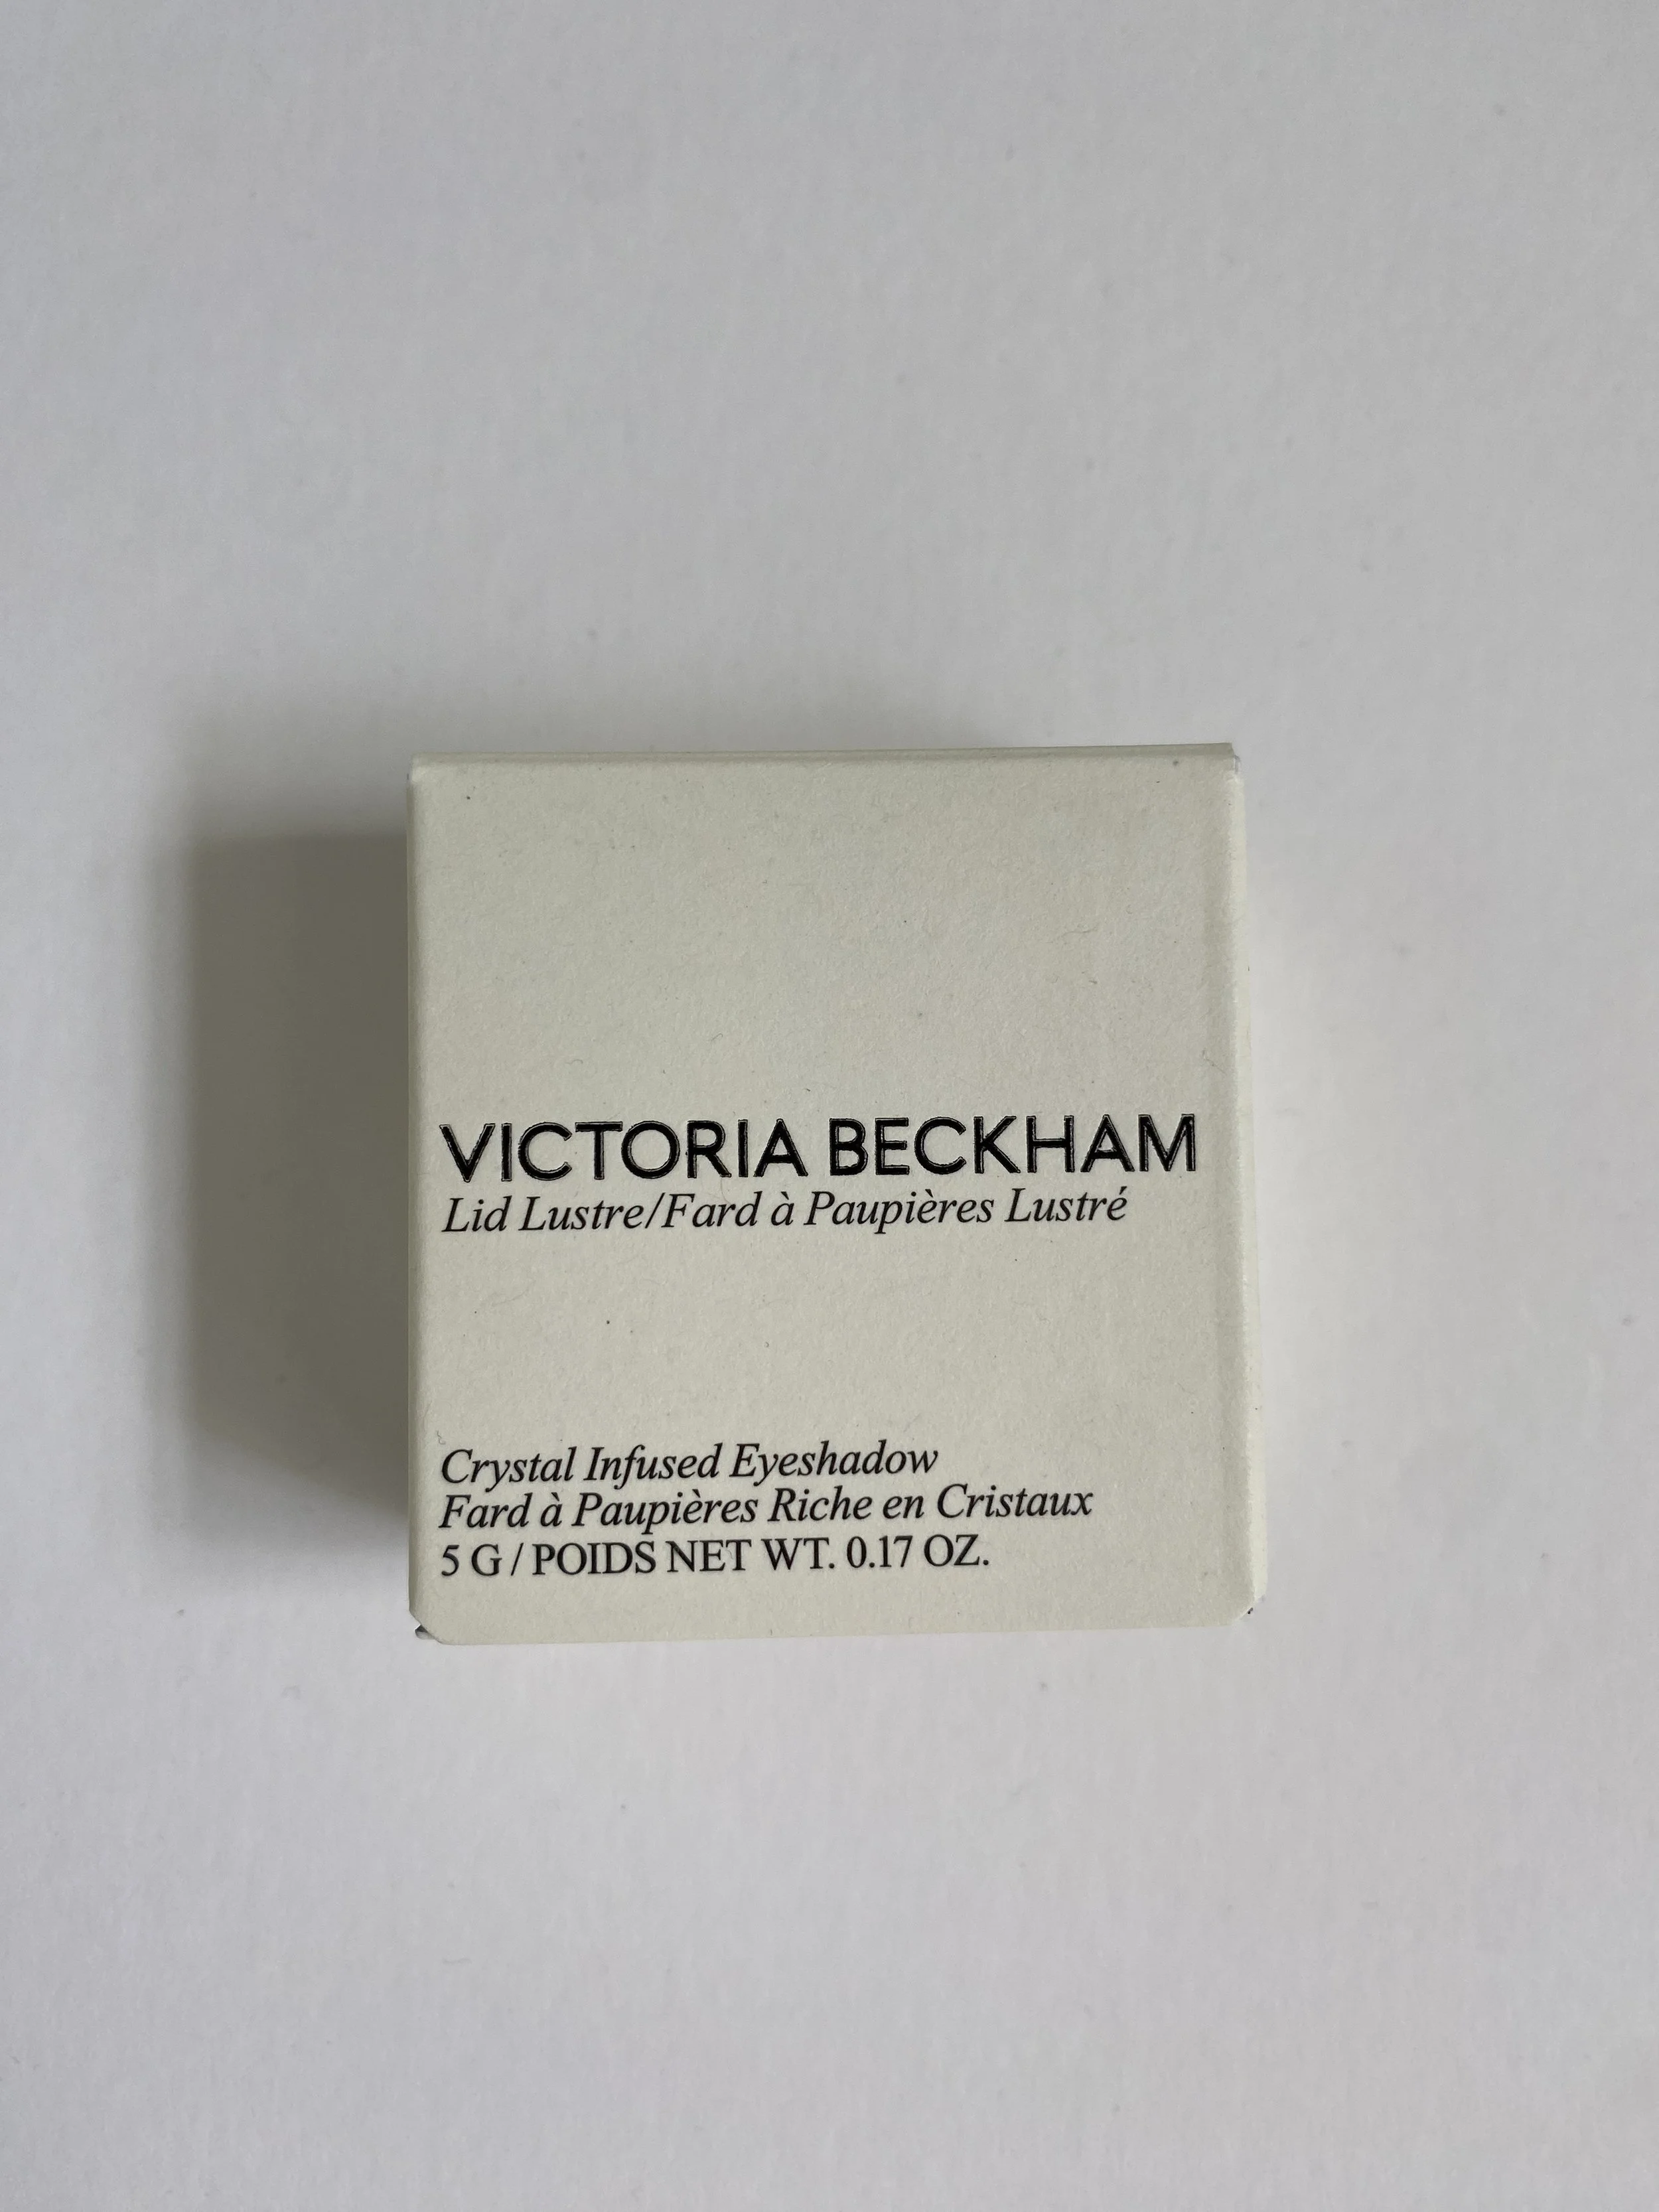 VICTORIA BECKHAM
Lid Lustre/Fard à Paupières Lustré
Crystal Infused Eyeshadow
Fard à Paupières Riche en Cristaux
5 G / POIDS NET WT. 0.17 OZ.